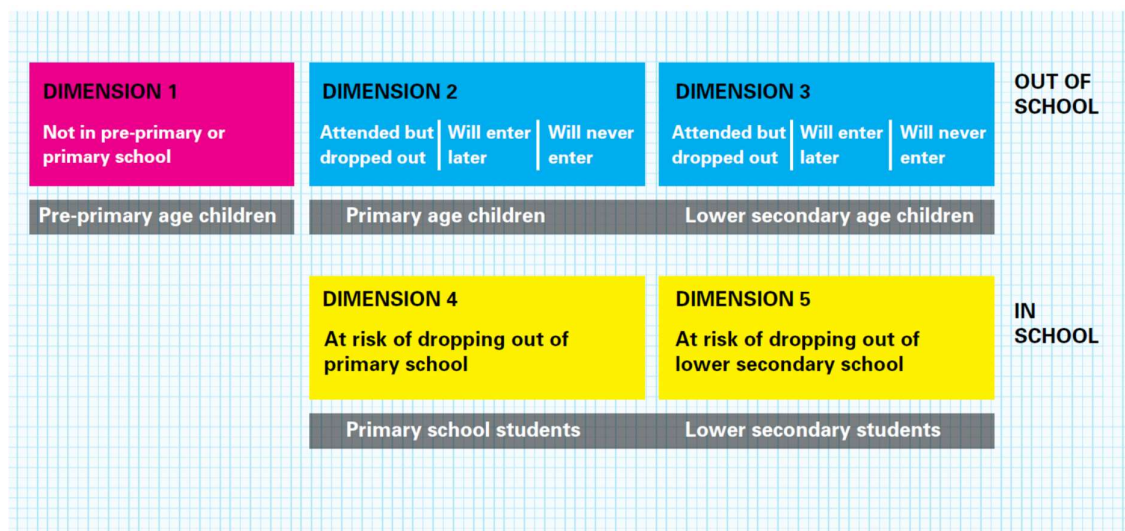 DIMENSION 1
Not in pre-primary or
primary school
DIMENSION 2
Attended but
dropped out
Will enter
later
Will never
enter
DIMENSION 3
Attended but
dropped out
Will enter
later
Will never
enter
OUT OF
SCHOOL
Pre-primary age children
Primary age children
Lower secondary age children
DIMENSION 4
At risk of dropping out of
primary school
DIMENSION 5
At risk of dropping out of
lower secondary school
IN
SCHOOL
Primary school students
Lower secondary students